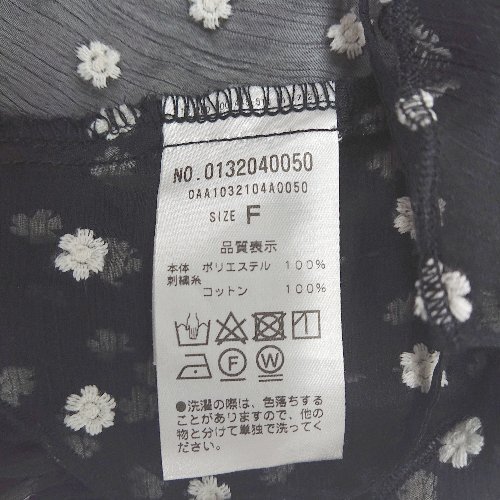 NO.0132040050
0AA1032104A0050
SIZE F
品質表示
本体 ポリエステル 100%
刺繍糸
コットン 100%
F W
●洗濯の際は、色落ちする
ことがありますので、他の
物と分けて単独で洗ってく
ださい。